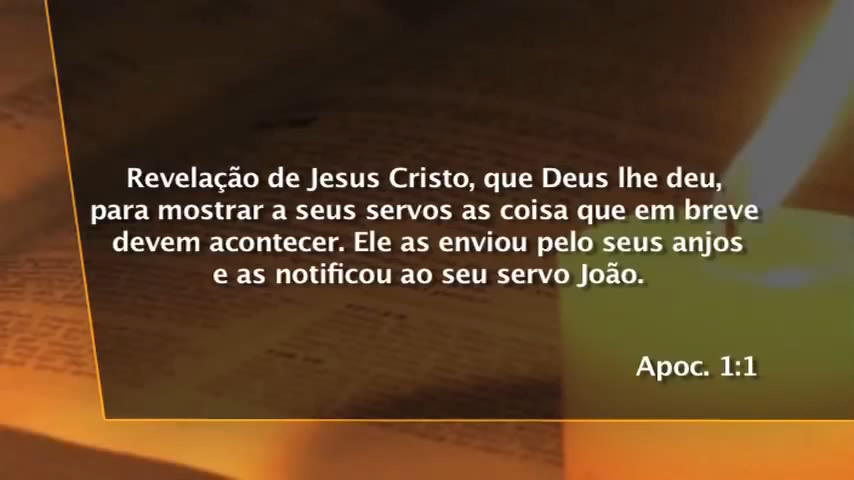 Revelação de Jesus Cristo, que Deus lhe deu,
para mostrar a seus servos as coisa que em breve
devem acontecer. Ele as enviou pelo seus anjos
e as notificou ao seu servo João.
Apoc. 1:1